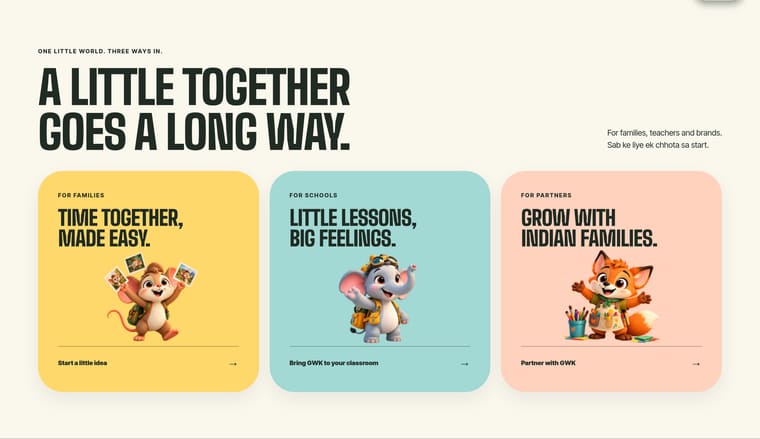 ONE LITTLE WORLD. THREE WAYS IN.
A LITTLE TOGETHER
GOES A LONG WAY.
For families, teachers and brands.
Sab ke liye ek chhota sa start.
FOR FAMILIES
TIME TOGETHER,
MADE EASY.
Start a little idea →
FOR SCHOOLS
LITTLE LESSONS,
BIG FEELINGS.
Bring GWK to your classroom →
FOR PARTNERS
GROW WITH
INDIAN FAMILIES.
Partner with GWK →